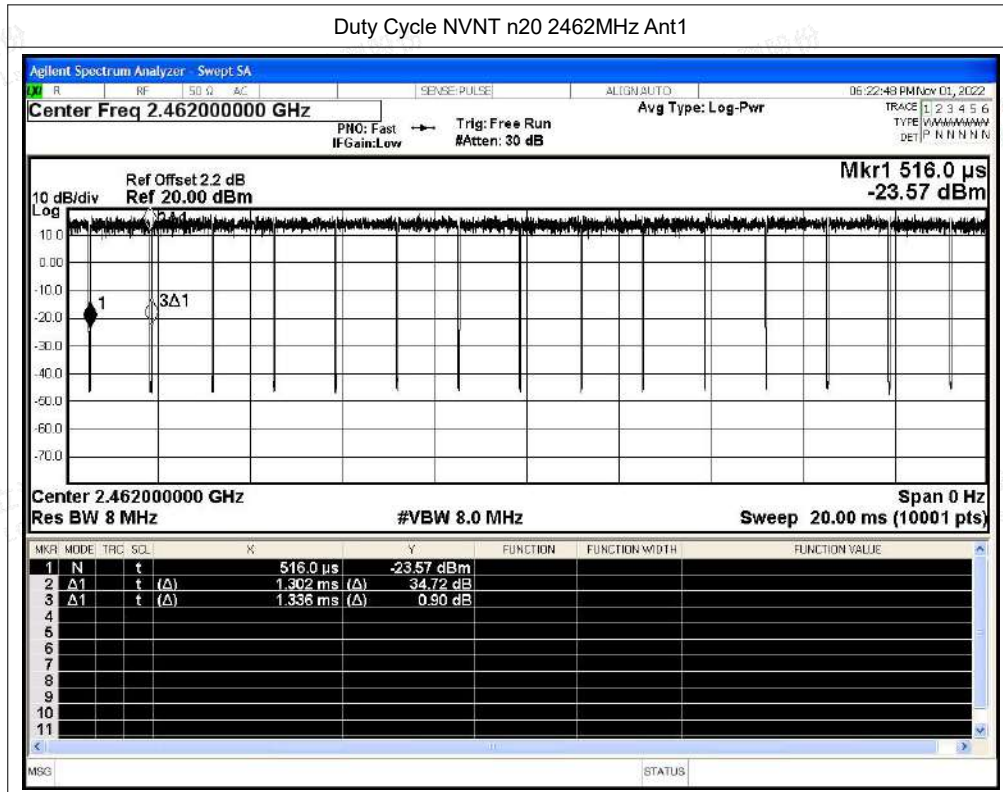 Duty Cycle NVNT n20 2462MHz Ant1
Agilent Spectrum Analyzer - Swept SA
LXI R RF 50 Ω AC SENSE:PULSE ALIGNAUTO 06:22:48 PM Nov 01, 2022
Center Freq 2.462000000 GHz Avg Type: Log-Pwr TRACE 1 2 3 4 5 6
PNO: Fast Trig: Free Run TYPE
IFGain:Low #Atten: 30 dB DET P N N N N N
Mkr1 516.0 µs
Ref Offset 2.2 dB
10 dB/div Ref 20.00 dBm -23.57 dBm
Log
10.0
0.00
-10.0
1 3Δ1
-20.0
-30.0
-40.0
-50.0
-60.0
-70.0
Center 2.462000000 GHz Span 0 Hz
Res BW 8 MHz #VBW 8.0 MHz Sweep 20.00 ms (10001 pts)
MKR MODE TRC SCL X Y FUNCTION FUNCTION WIDTH FUNCTION VALUE
1 N t 516.0 µs -23.57 dBm
2 Δ1 t (Δ) 1.302 ms (Δ) 34.72 dB
3 Δ1 t (Δ) 1.336 ms (Δ) 0.90 dB
4
5
6
7
8
9
10
11
MSG STATUS